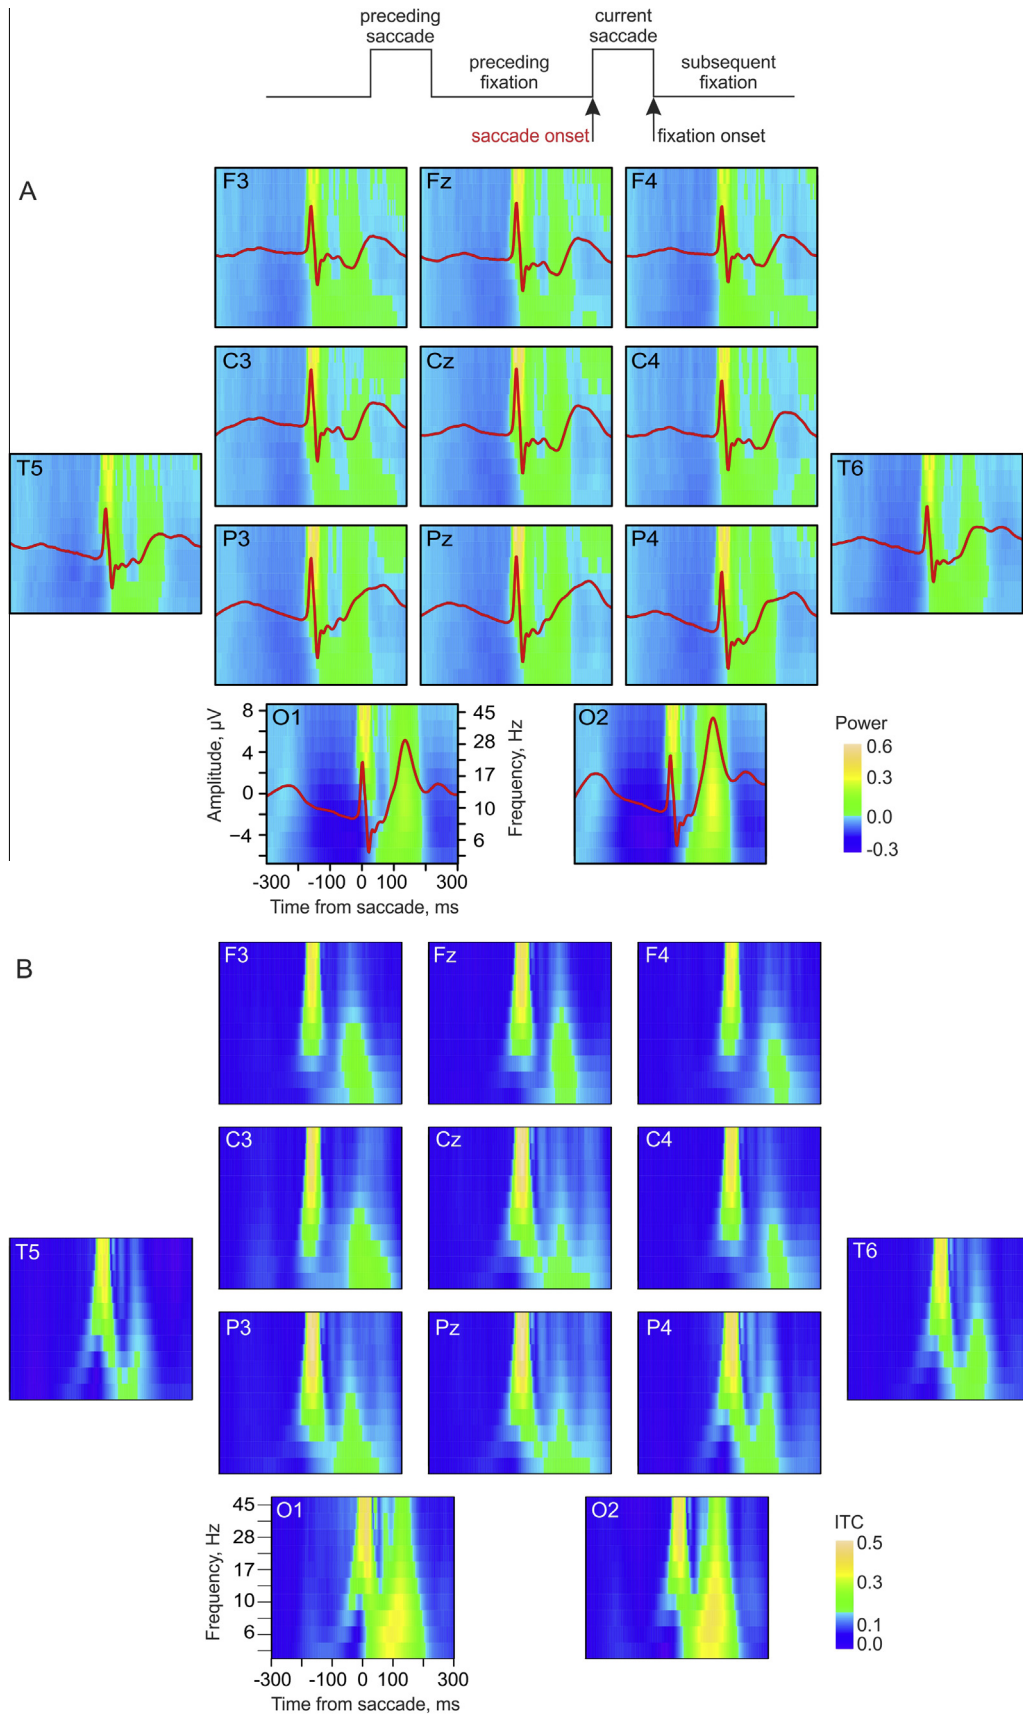 preceding
saccade
current
saccade
preceding
fixation
subsequent
fixation
saccade onset
fixation onset
A
F3
Fz
F4
C3
Cz
C4
T5
T6
P3
Pz
P4
O1
O2
Amplitude, µV
8
4
0
−4
45
28
17
10
6
Frequency, Hz
-300 -100 0 100 300
Time from saccade, ms
Power
0.6
0.3
0.0
-0.3
B
F3
Fz
F4
C3
Cz
C4
T5
T6
P3
Pz
P4
O1
O2
Frequency, Hz
45
28
17
10
6
-300 -100 0 100 300
Time from saccade, ms
ITC
0.5
0.3
0.1
0.0